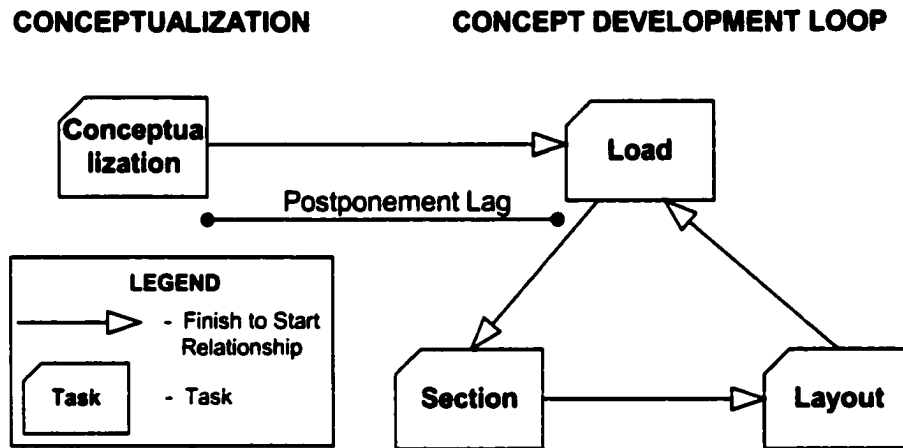 CONCEPTUALIZATION
CONCEPT DEVELOPMENT LOOP
Conceptua
lization
Load
Postponement Lag
LEGEND
- Finish to Start
Relationship
Task
- Task
Section
Layout